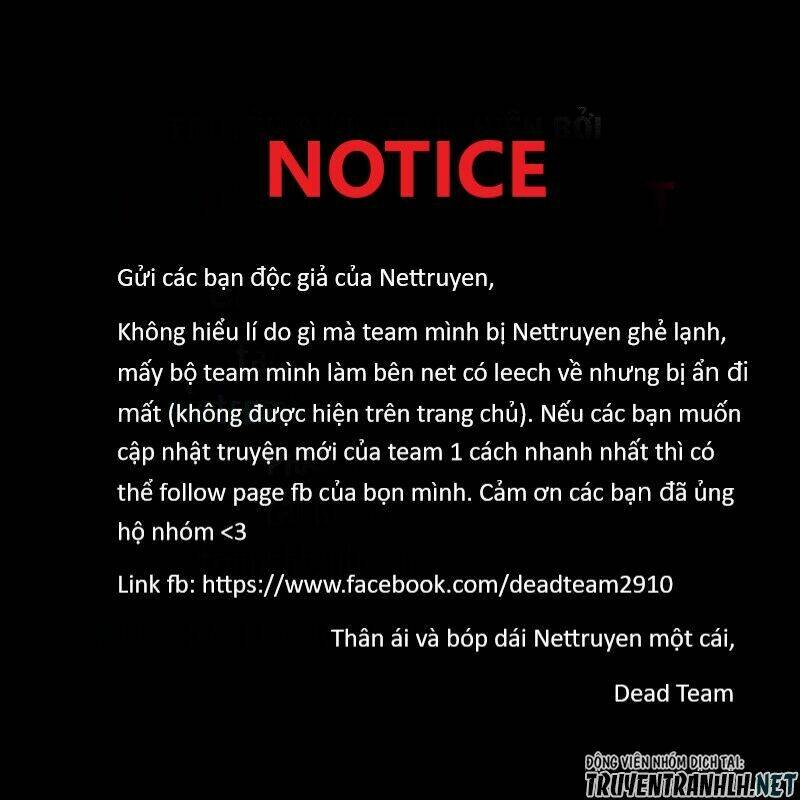 BỞI
NOTICE
T
Gửi các bạn độc giả của Nettruyen,
Không hiểu lí do gì mà team mình bị Nettruyen ghẻ lạnh,
mấy bộ team mình làm bên net có leech về nhưng bị ẩn đi
mất (không được hiện trên trang chủ). Nếu các bạn muốn
cập nhật truyện mới của team 1 cách nhanh nhất thì có
thể follow page fb của bọn mình. Cảm ơn các bạn đã ủng
hộ nhóm <3
Link fb: https://www.facebook.com/deadteam2910
Thân ái và bóp dái Nettruyen một cái,
Dead Team
ĐỘNG VIÊN NHÓM DỊCH TẠI:
TRUYENTRANHLH.NET